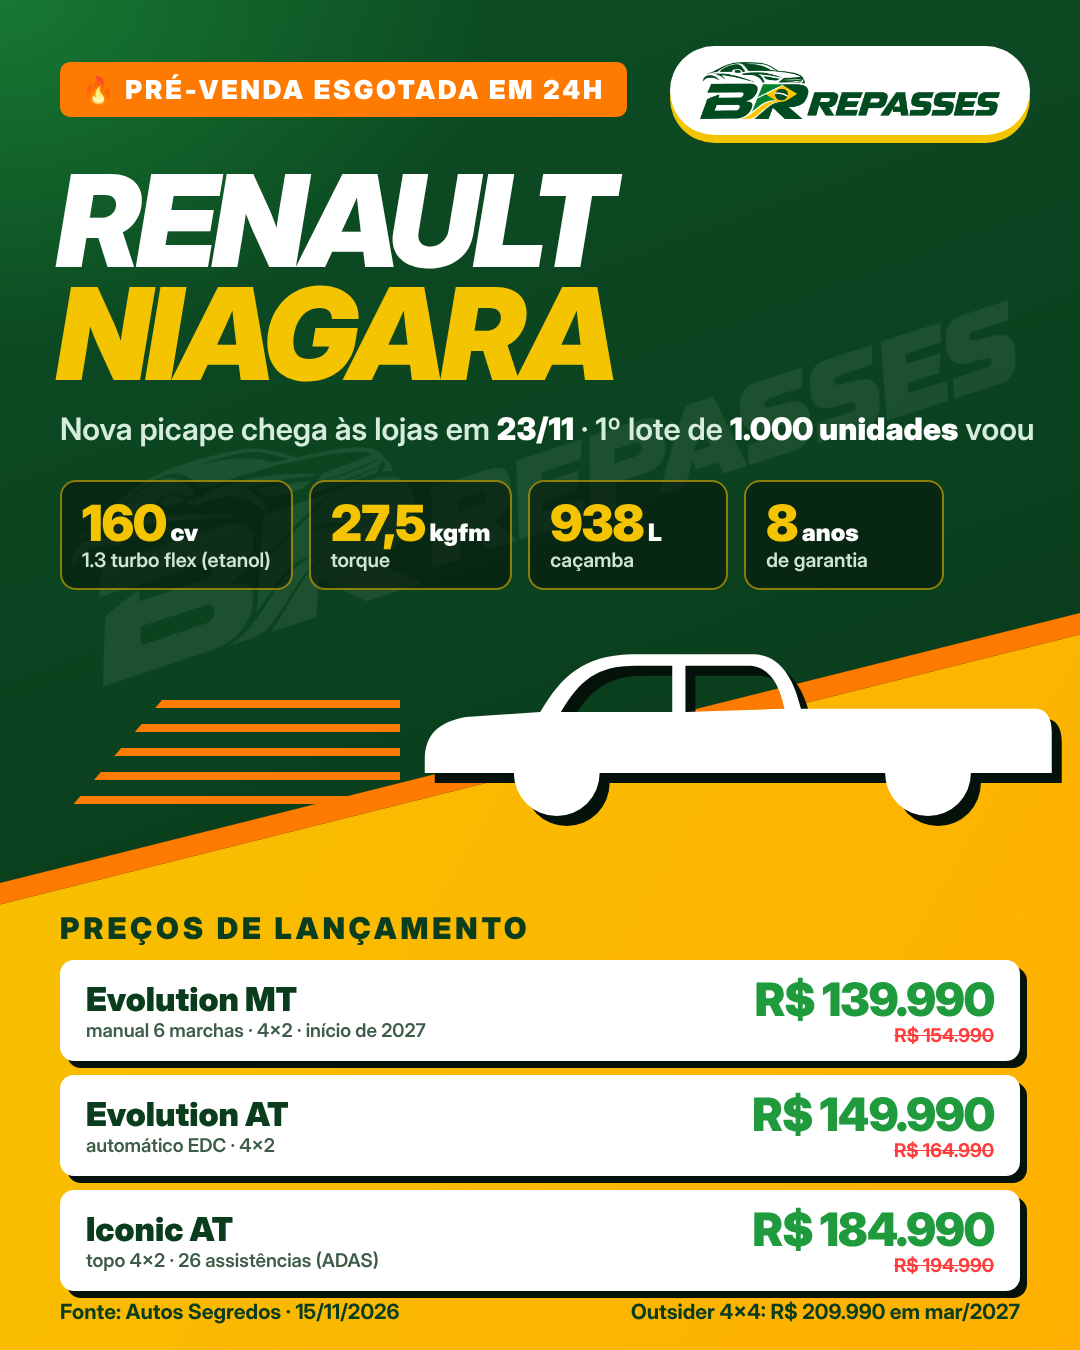 🔥 PRÉ-VENDA ESGOTADA EM 24H
BR REPASSES
RENAULT
NIAGARA
Nova picape chega às lojas em 23/11 · 1º lote de 1.000 unidades voou
BR REPASSES
160 cv
1.3 turbo flex (etanol)
27,5 kgfm
torque
938 L
caçamba
8 anos
de garantia
PREÇOS DE LANÇAMENTO
Evolution MT
manual 6 marchas · 4×2 · início de 2027
R$ 139.990
R$ 154.990
Evolution AT
automático EDC · 4×2
R$ 149.990
R$ 164.990
Iconic AT
topo 4×2 · 26 assistências (ADAS)
R$ 184.990
R$ 194.990
Fonte: Autos Segredos · 15/11/2026
Outsider 4×4: R$ 209.990 em mar/2027